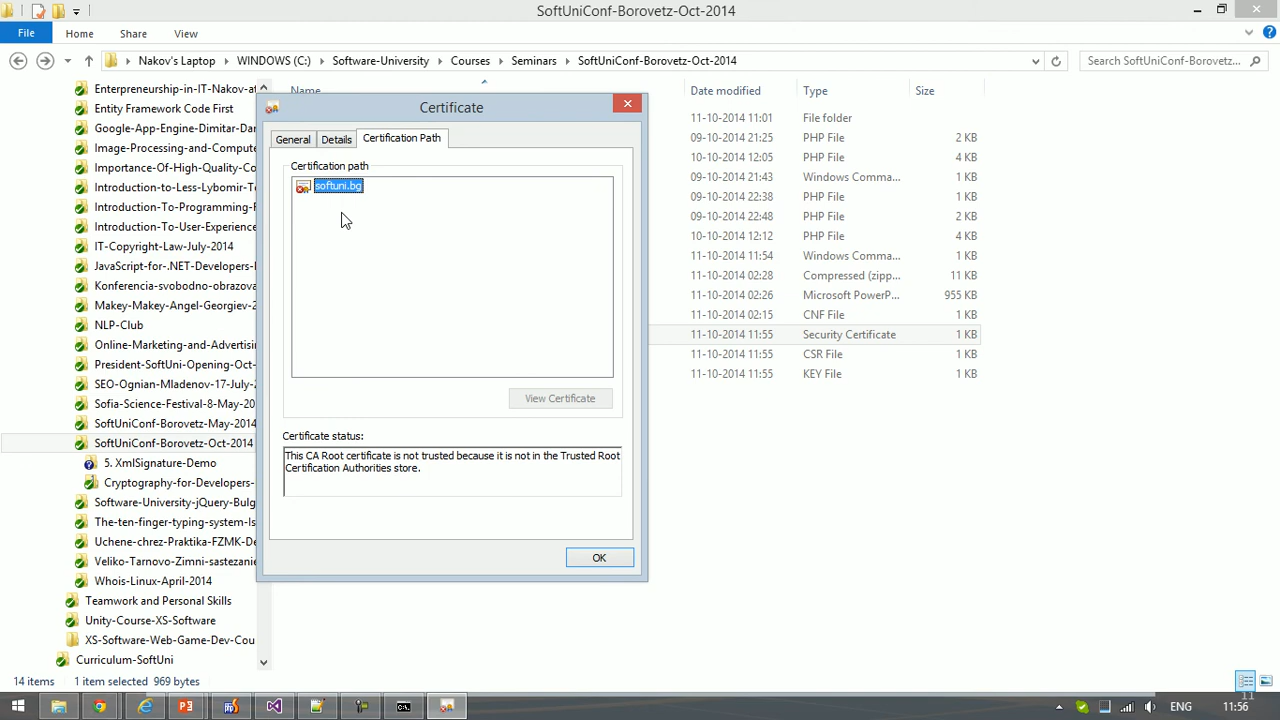 SoftUniConf-Borovetz-Oct-2014
File Home Share View
Nakov's Laptop WINDOWS (C:) Software-University Courses Seminars SoftUniConf-Borovetz-Oct-2014
Search SoftUniConf-Borovetz...
Enterpreneurship-in-IT-Nakov-at
Entity Framework Code First
Google-App-Engine-Dimitar-Dan
Image-Processing-and-Compute
Importance-Of-High-Quality-Co
Introduction-to-Less-Lybomir-T
Introduction-To-Programming-F
Introduction-To-User-Experience
IT-Copyright-Law-July-2014
JavaScript-for-.NET-Developers-I
Konferencia-svobodno-obrazova
Makey-Makey-Angel-Georgiev-2
NLP-Club
Online-Marketing-and-Advertisi
President-SoftUni-Opening-Oct-
SEO-Ognian-Mladenov-17-July-2
Sofia-Science-Festival-8-May-20
SoftUniConf-Borovetz-May-2014
SoftUniConf-Borovetz-Oct-2014
5. XmlSignature-Demo
Cryptography-for-Developers-
Software-University-jQuery-Bulg
The-ten-finger-typing-system-Is
Uchene-chrez-Praktika-FZMK-De
Veliko-Tarnovo-Zimni-sastezanie
Whois-Linux-April-2014
Teamwork and Personal Skills
Unity-Course-XS-Software
XS-Software-Web-Game-Dev-Cou
Curriculum-SoftUni
Name Date modified Type Size
11-10-2014 11:01 File folder
09-10-2014 21:25 PHP File 2 KB
10-10-2014 12:05 PHP File 4 KB
09-10-2014 21:43 Windows Comma... 1 KB
09-10-2014 22:38 PHP File 1 KB
09-10-2014 22:48 PHP File 2 KB
10-10-2014 12:12 PHP File 4 KB
11-10-2014 11:54 Windows Comma... 1 KB
11-10-2014 02:28 Compressed (zipp... 11 KB
11-10-2014 02:26 Microsoft PowerP... 955 KB
11-10-2014 02:15 CNF File 1 KB
11-10-2014 11:55 Security Certificate 1 KB
11-10-2014 11:55 CSR File 1 KB
11-10-2014 11:55 KEY File 1 KB
Certificate
General Details Certification Path
Certification path
softuni.bg
View Certificate
Certificate status:
This CA Root certificate is not trusted because it is not in the Trusted Root
Certification Authorities store.
OK
14 items 1 item selected 969 bytes
11
ENG 11:56